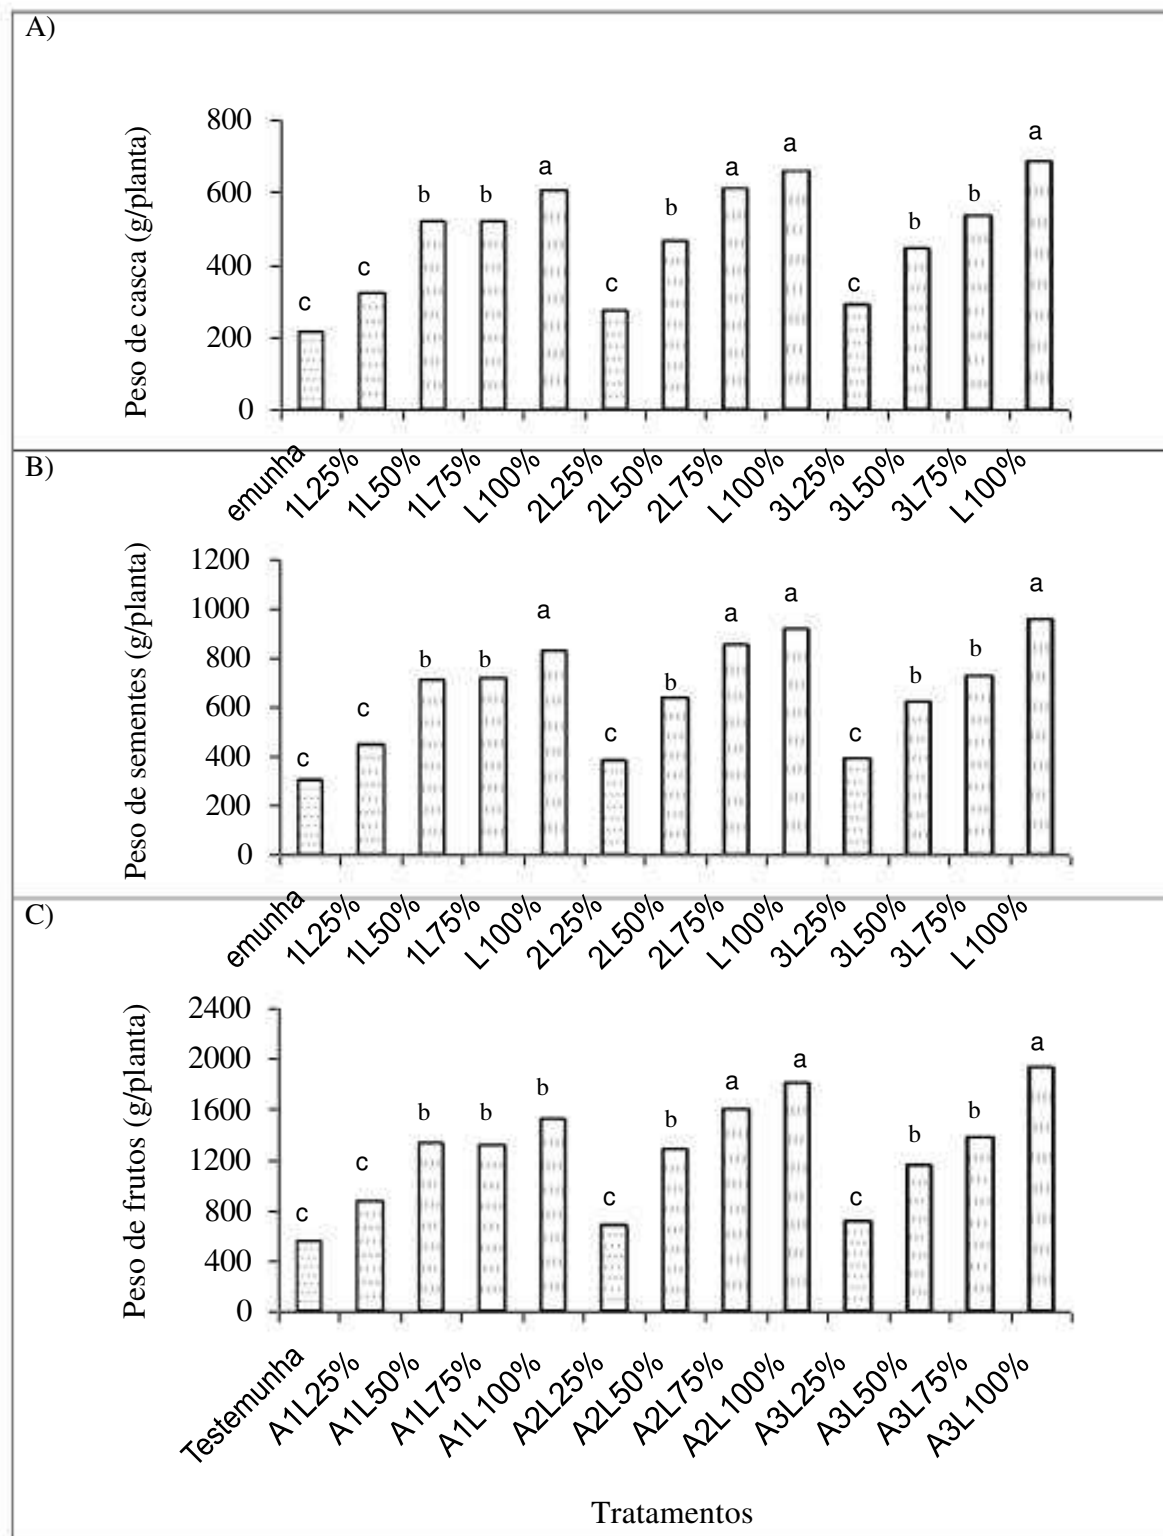 A)
Peso de casca (g/planta)
800
600
400
200
0
c c b b a c b a a c b b a
emunha 1L25% 1L50% 1L75% L100% 2L25% 2L50% 2L75% L100% 3L25% 3L50% 3L75% L100%
B)
Peso de sementes (g/planta)
1200
1000
800
600
400
200
0
c c b b a c b a a c b b a
emunha 1L25% 1L50% 1L75% L100% 2L25% 2L50% 2L75% L100% 3L25% 3L50% 3L75% L100%
C)
Peso de frutos (g/planta)
2400
2000
1600
1200
800
400
0
c c b b b c b a a c b b a
Testemunha A1L25% A1L50% A1L75% A1L100% A2L25% A2L50% A2L75% A2L100% A3L25% A3L50% A3L75% A3L100%
Tratamentos